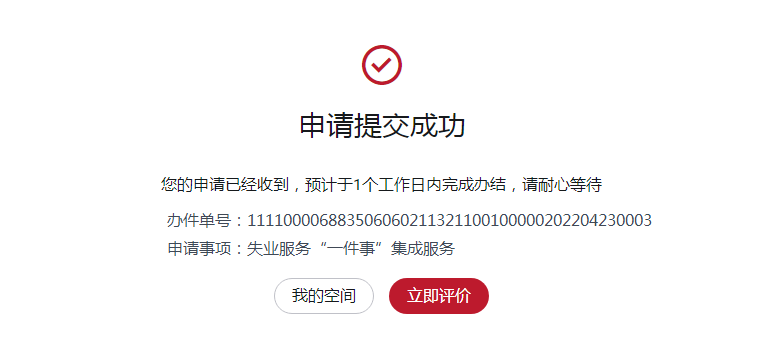 申请提交成功
您的申请已经收到，预计于1个工作日内完成办结，请耐心等待
办件单号：11110000688350606021132110010000020220423​0003
申请事项：失业服务“一件事”集成服务
我的空间 立即评价